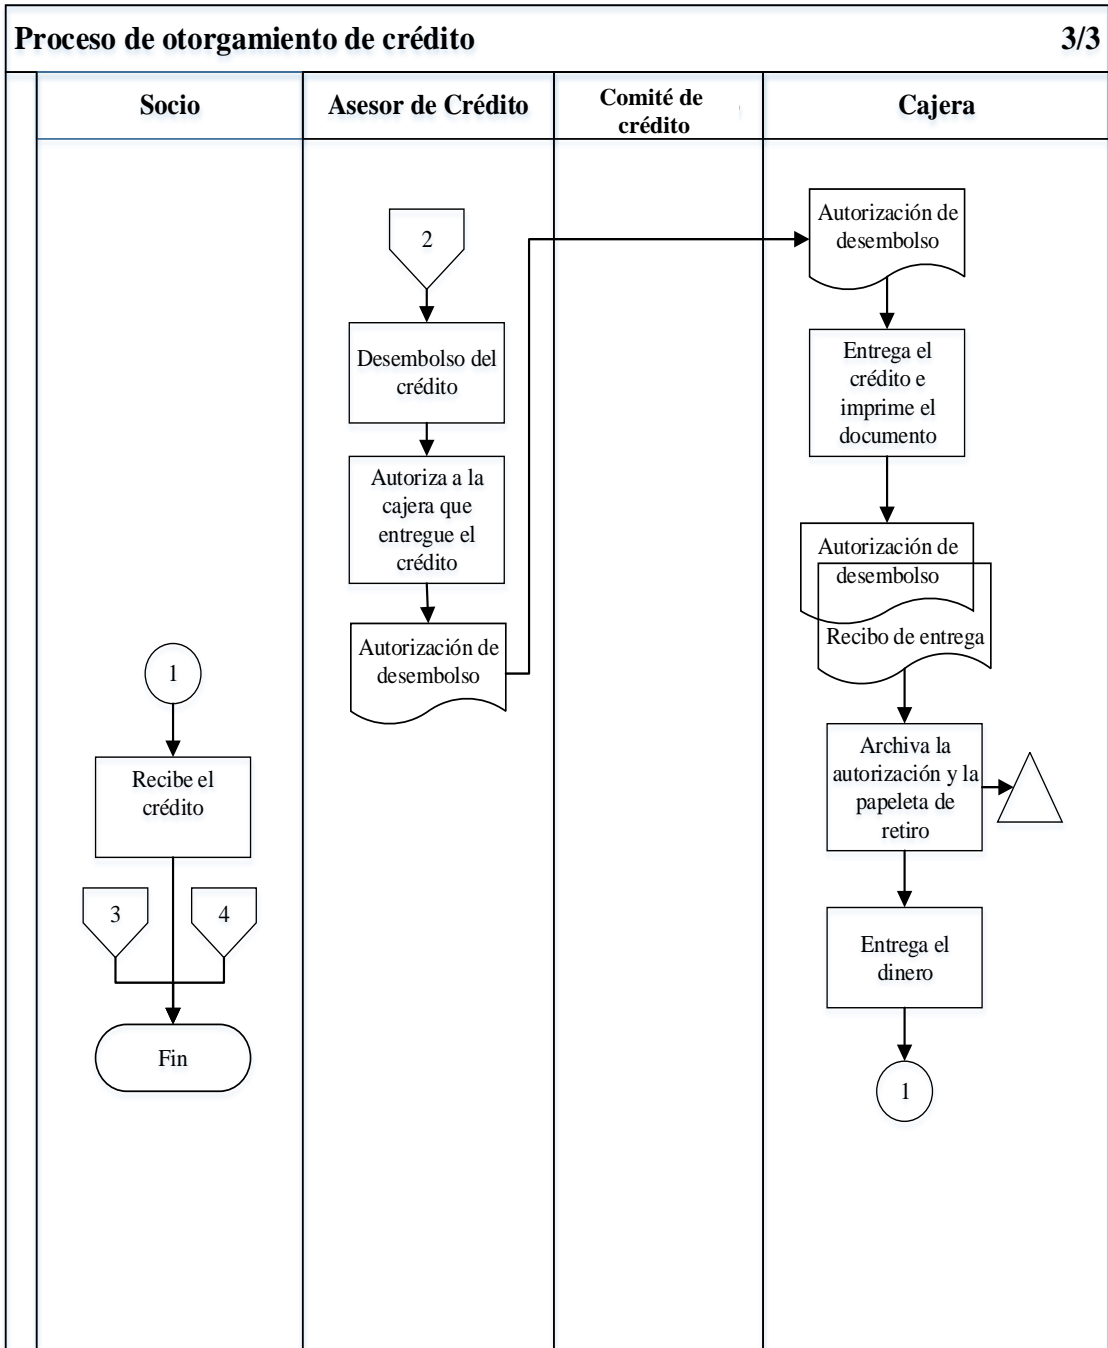 Proceso de otorgamiento de crédito 3/3
Socio
Asesor de Crédito
Comité de
crédito
Cajera
2
Desembolso del
crédito
Autoriza a la
cajera que
entregue el
crédito
Autorización de
desembolso
Autorización de
desembolso
Entrega el
crédito e
imprime el
documento
Autorización de
desembolso
Recibo de entrega
Archiva la
autorización y la
papeleta de
retiro
Entrega el
dinero
1
1
Recibe el
crédito
3
4
Fin